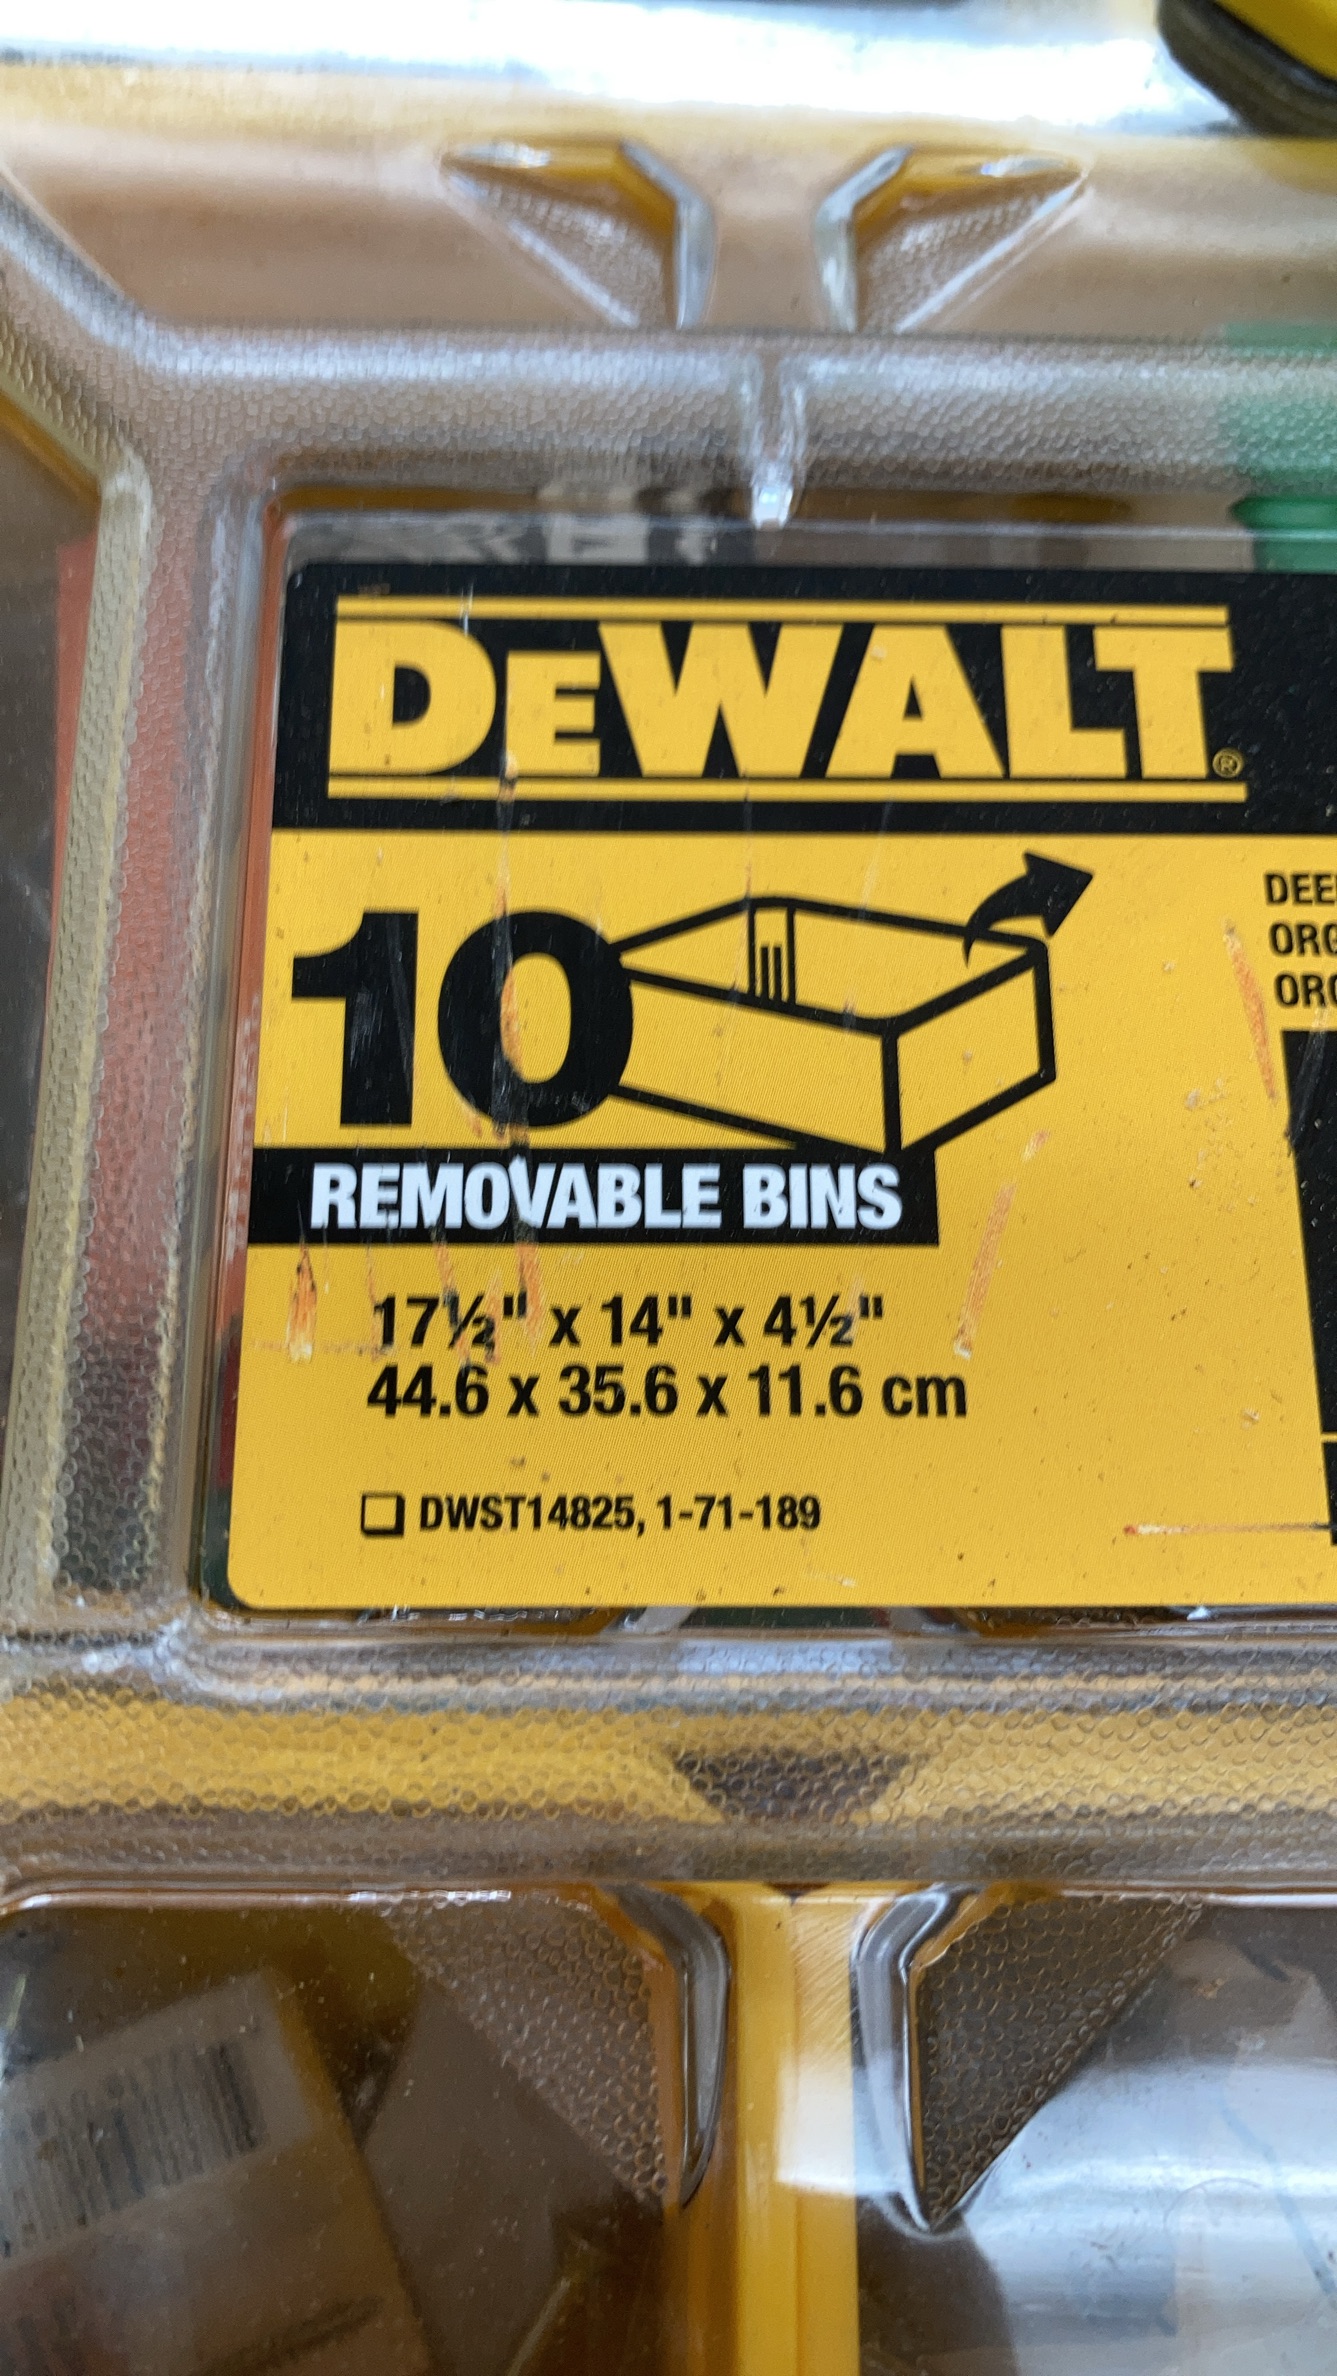 DEWALT®
10
REMOVABLE BINS
17½" x 14" x 4½"
44.6 x 35.6 x 11.6 cm
❏ DWST14825, 1-71-189